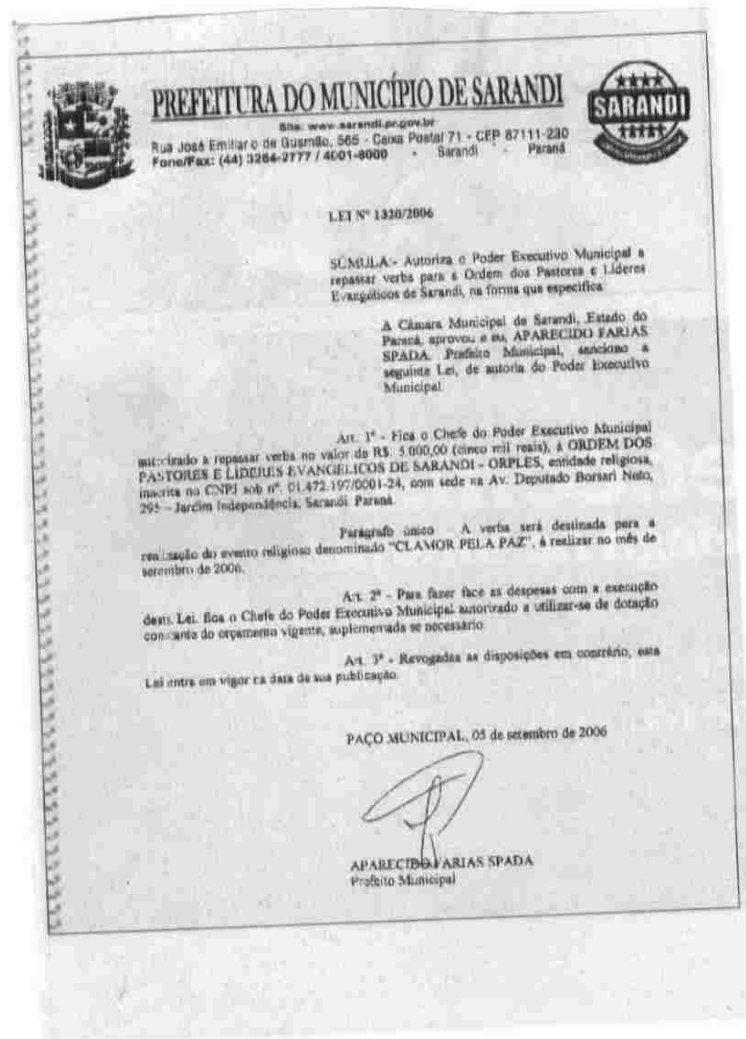 PREFEITURA DO MUNICÍPIO DE SARANDI
Site: www.sarandi.pr.gov.br
Rua José Emiliano de Gusmão, 565 - Caixa Postal 71 - CEP 87111-230
Fone/Fax: (44) 3264-2777 / 4001-8000 - Sarandi - Paraná
SARANDI
LEI Nº 1320/2006
SÚMULA:- Autoriza o Poder Executivo Municipal a
repassar verba para a Ordem dos Pastores e Líderes
Evangélicos de Sarandi, na forma que especifica.
A Câmara Municipal de Sarandi, Estado do
Paraná, aprovou e eu, APARECIDO FARIAS
SPADA, Prefeito Municipal, sanciono a
seguinte Lei, de autoria do Poder Executivo
Municipal.
Art. 1º - Fica o Chefe do Poder Executivo Municipal
autorizado a repassar verba no valor de R$. 5.000,00 (cinco mil reais), à ORDEM DOS
PASTORES E LÍDERES EVANGÉLICOS DE SARANDI - ORPLES, entidade religiosa,
inscrita no CNPJ sob nº. 01.472.197/0001-24, com sede na Av. Deputado Borsari Neto,
295 – Jardim Independência, Sarandi. Paraná.
Parágrafo único - A verba será destinada para a
realização do evento religioso denominado "CLAMOR PELA PAZ", à realizar no mês de
setembro de 2006.
Art. 2º - Para fazer face as despesas com a execução
desta Lei, fica o Chefe do Poder Executivo Municipal autorizado a utilizar-se de dotação
constante do orçamento vigente, suplementada se necessário.
Art. 3º - Revogadas as disposições em contrário, esta
Lei entra em vigor na data de sua publicação.
PAÇO MUNICIPAL, 05 de setembro de 2006
APARECIDO FARIAS SPADA
Prefeito Municipal